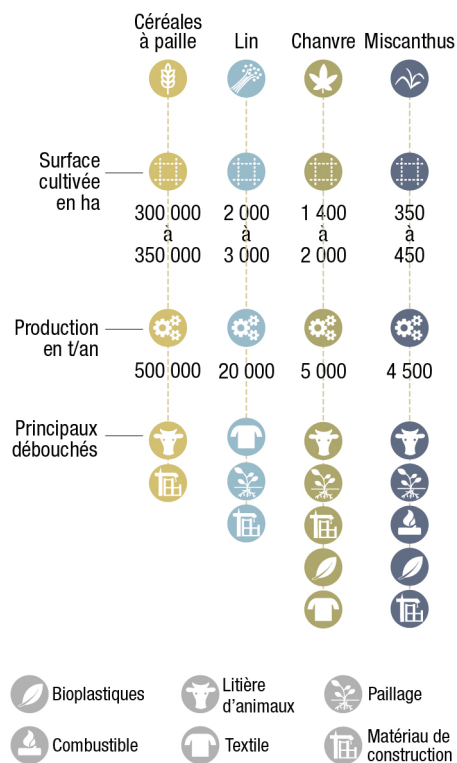 Céréales
à paille
Lin
Chanvre
Miscanthus
Surface
cultivée
en ha
300 000
à
350 000
2 000
à
3 000
1 400
à
2 000
350
à
450
Production
en t/an
500 000
20 000
5 000
4 500
Principaux
débouchés
Bioplastiques
Litière
d'animaux
Paillage
Combustible
Textile
Matériau de
construction